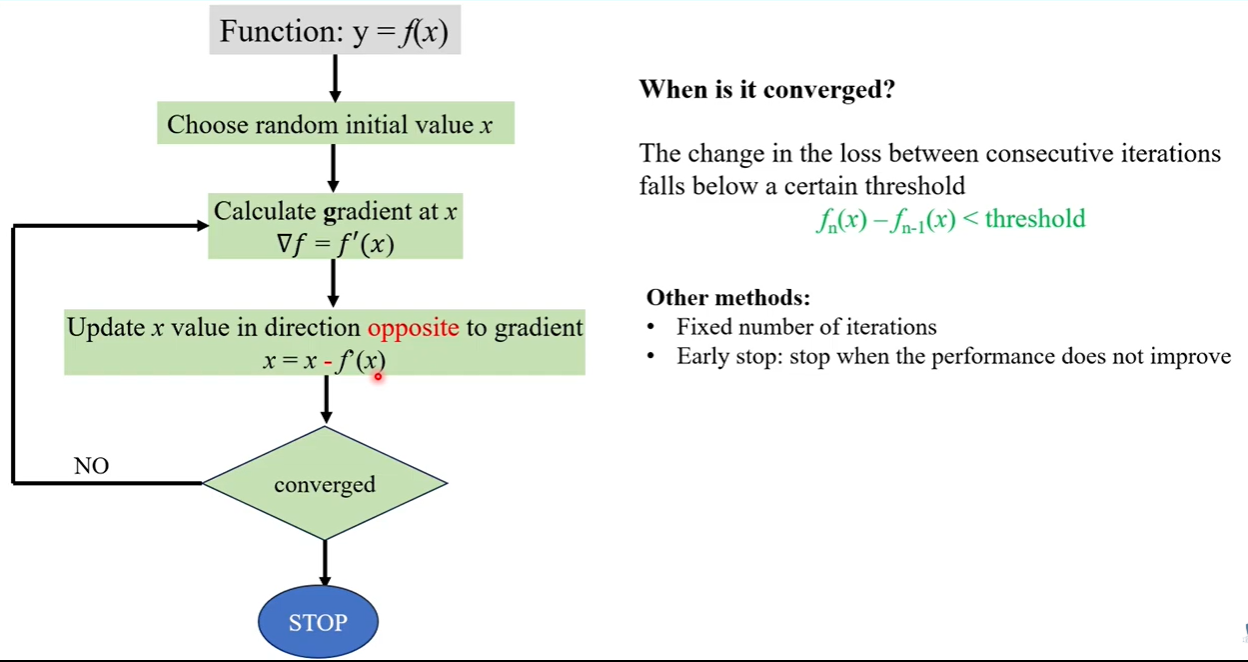 Function: y = f(x)
Choose random initial value x
Calculate gradient at x
∇f = f′(x)
Update x value in direction opposite to gradient
x = x - f'(x)
NO
converged
STOP
When is it converged?
The change in the loss between consecutive iterations
falls below a certain threshold
fn(x) – fn-1(x) < threshold
Other methods:
• Fixed number of iterations
• Early stop: stop when the performance does not improve